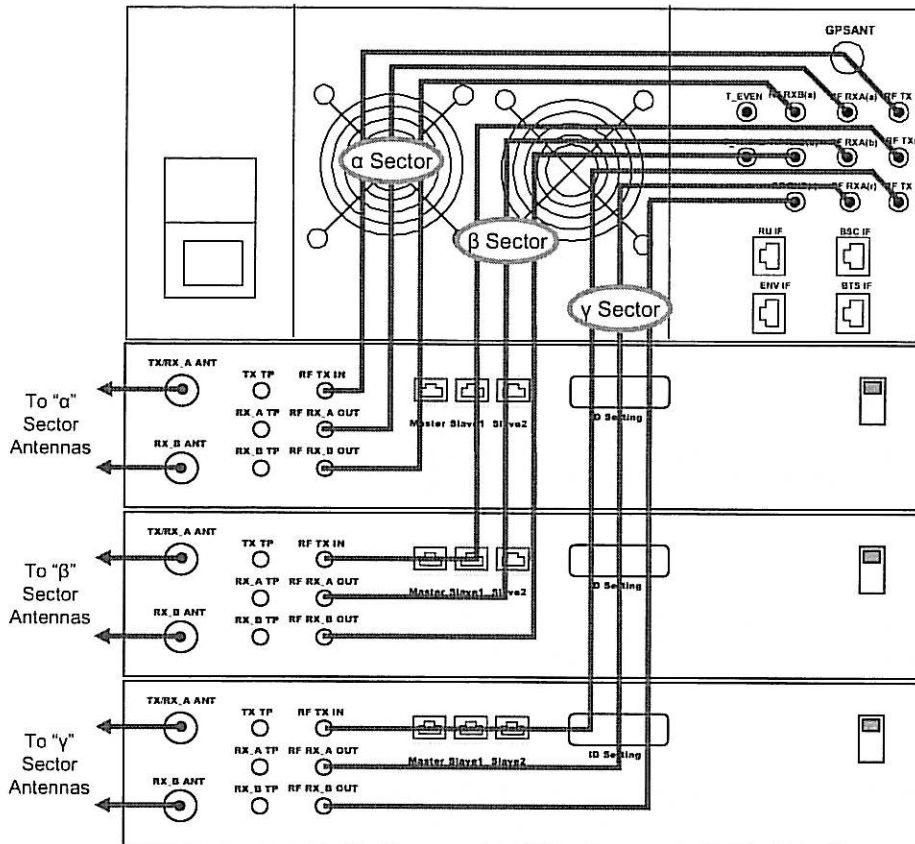 GPSANT
T_EVEN RF RXB(a) RF RXA(a) RF TX
RF RXA(b) RF TX
RF RXA(r) RF TX
α Sector
β Sector
γ Sector
RU IF BSC IF
ENV IF BTS IF
TX/RX_A ANT TX TP RF TX IN
RX_A TP RF RX_A OUT Master Slave1 Slave2 ID Setting
RX_B ANT RX_B TP RF RX_B OUT
To "α"
Sector
Antennas
TX/RX_A ANT TX TP RF TX IN
RX_A TP RF RX_A OUT Master Slave1 Slave2 ID Setting
RX_B ANT RX_B TP RF RX_B OUT
To "β"
Sector
Antennas
TX/RX_A ANT TX TP RF TX IN
RX_A TP RF RX_A OUT Master Slave1 Slave2 ID Setting
RX_B ANT RX_B TP RF RX_B OUT
To "γ"
Sector
Antennas